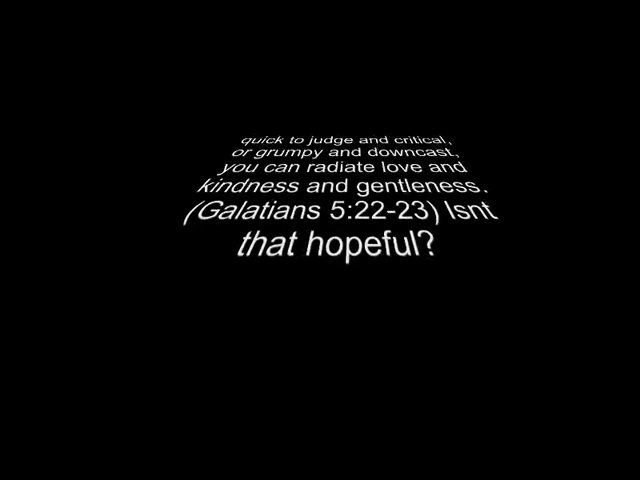 quick to judge and critical,
or grumpy and downcast,
you can radiate love and
kindness and gentleness.
(Galatians 5:22-23) Isnt
that hopeful?